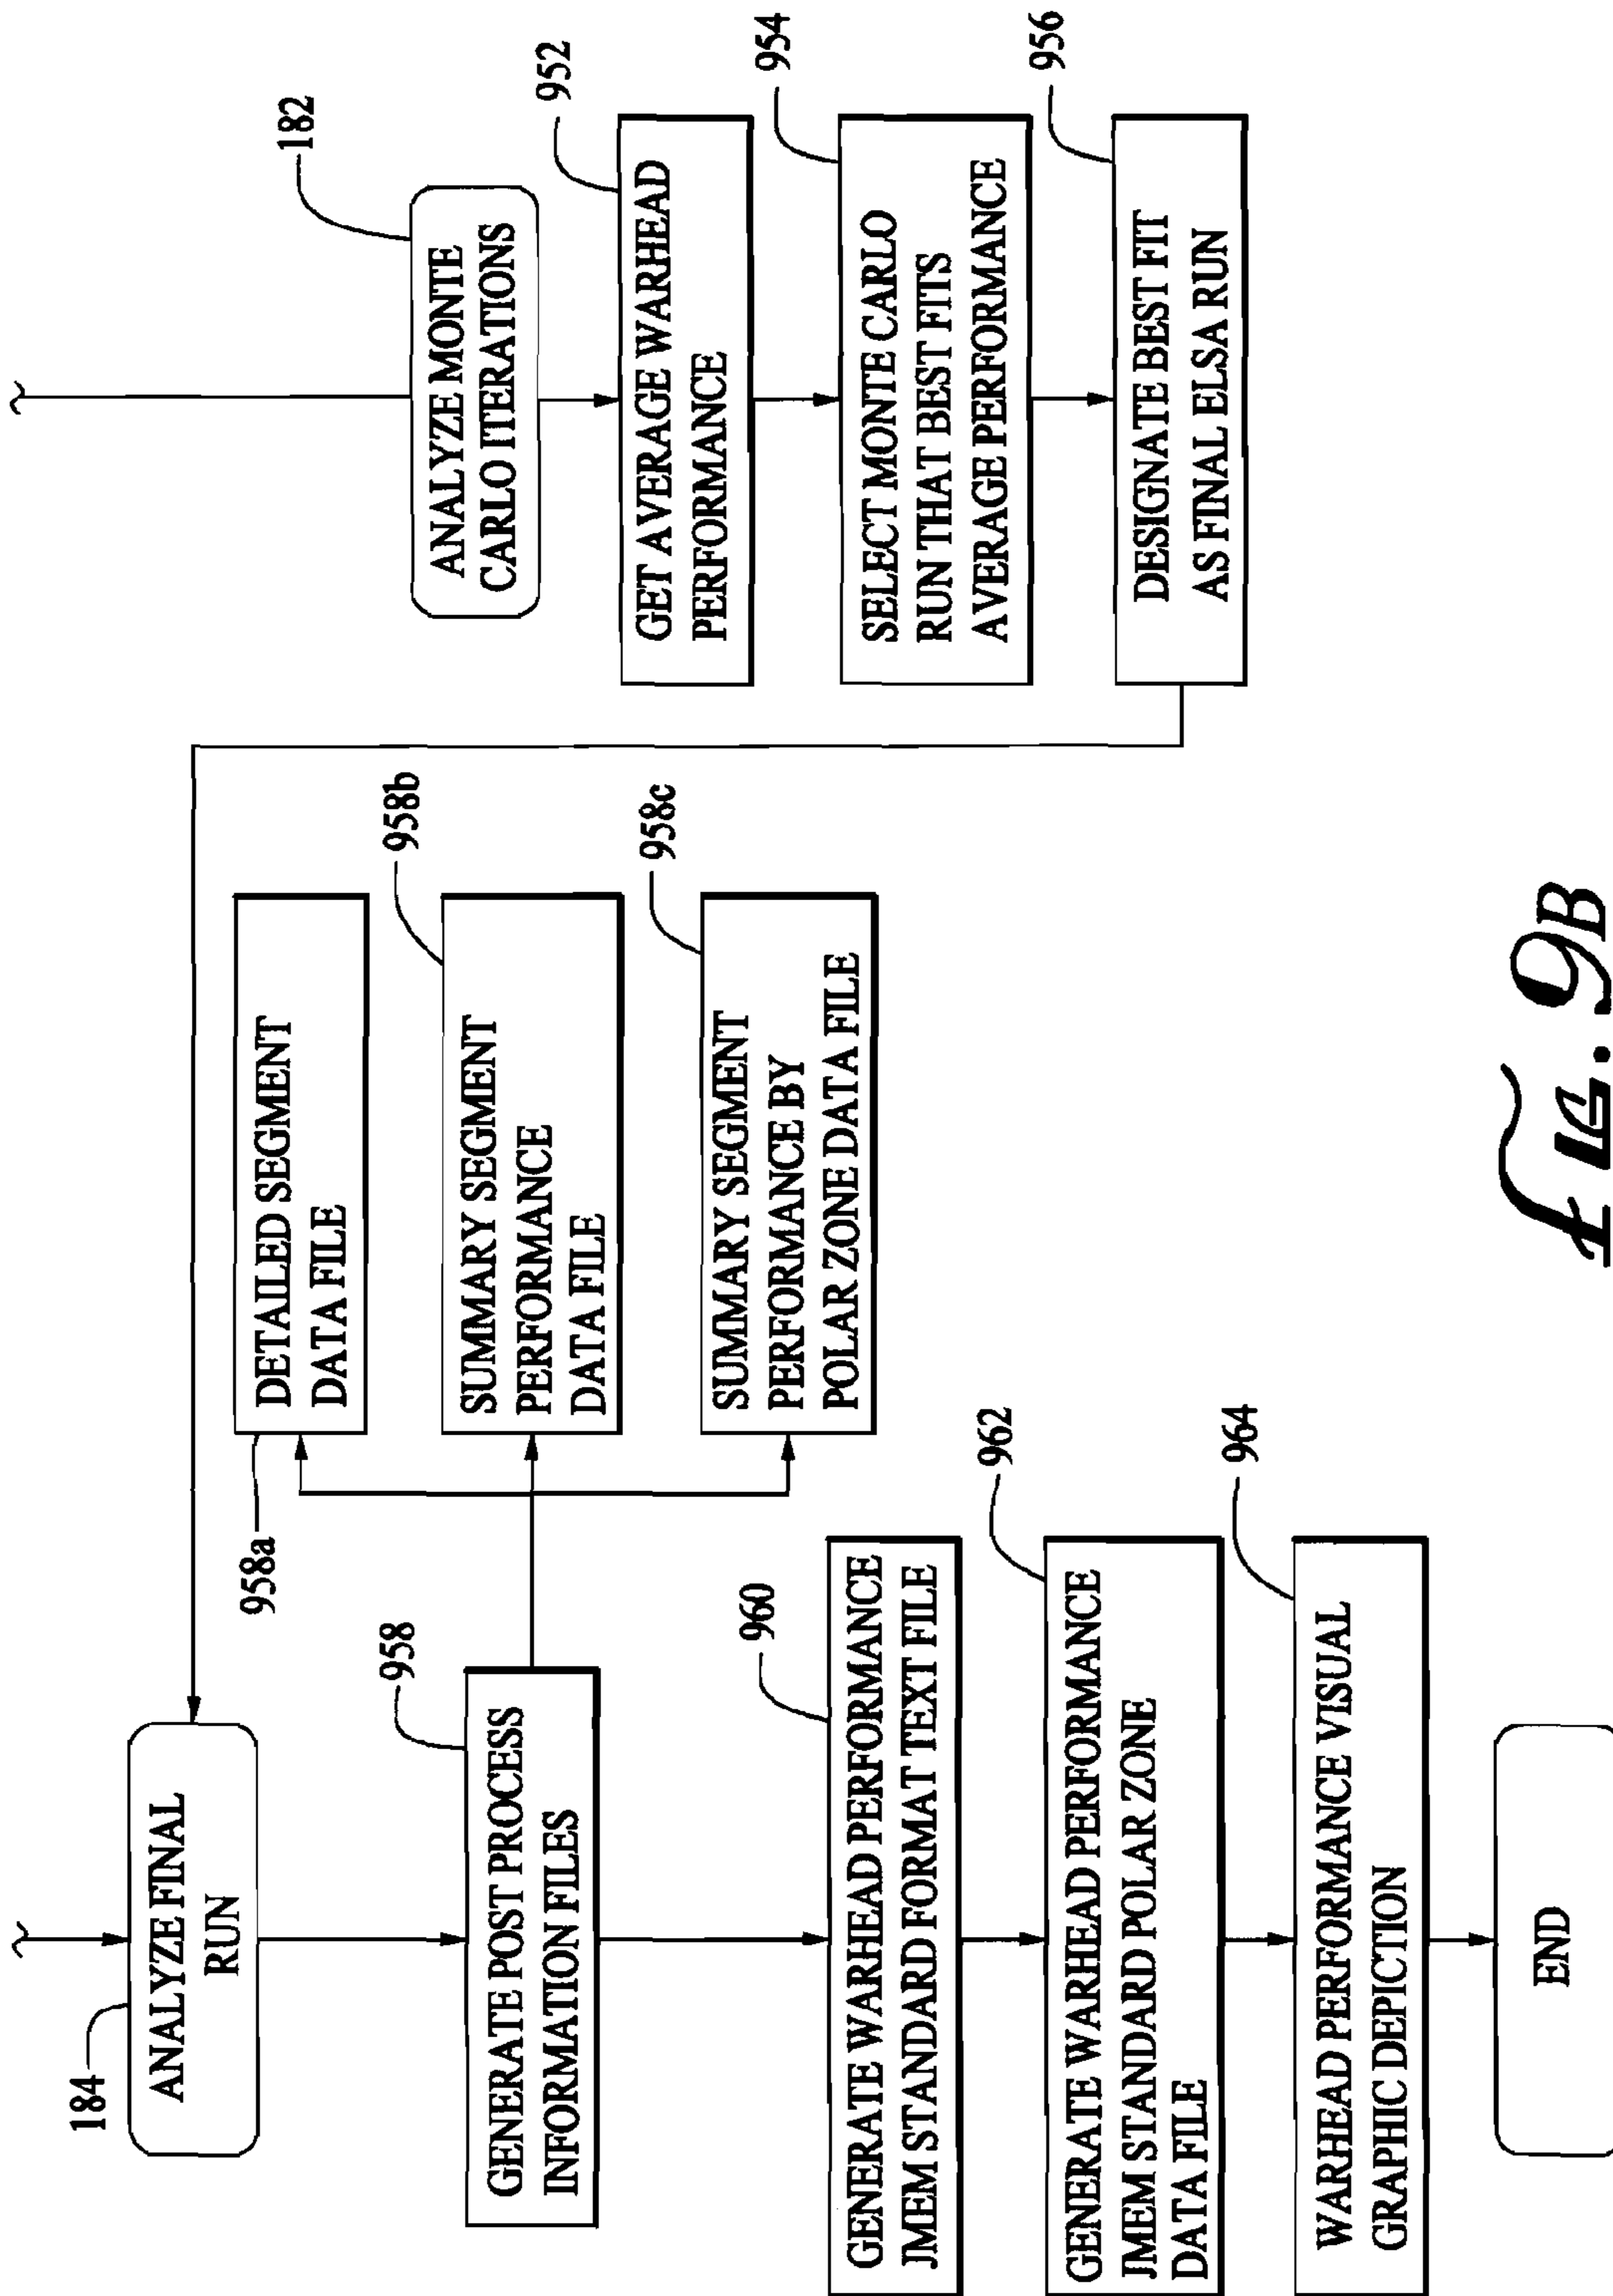 184
ANALYZE FINAL
RUN
958
GENERATE POST PROCESS
INFORMATION FILES
958a
DETAILED SEGMENT
DATA FILE
958b
SUMMARY SEGMENT
PERFORMANCE
DATA FILE
958c
SUMMARY SEGMENT
PERFORMANCE BY
POLAR ZONE DATA FILE
960
GENERATE WARHEAD PERFORMANCE
JMEM STANDARD FORMAT TEXT FILE
962
GENERATE WARHEAD PERFORMANCE
JMEM STANDARD POLAR ZONE
DATA FILE
964
WARHEAD PERFORMANCE VISUAL
GRAPHIC DEPICTION
END
182
ANALYZE MONTE
CARLO ITERATIONS
952
GET AVERAGE WARHEAD
PERFORMANCE
954
SELECT MONTE CARLO
RUN THAT BEST FITS
AVERAGE PERFORMANCE
956
DESIGNATE BEST FIT
AS FINAL ELSA RUN
FIG. 9B